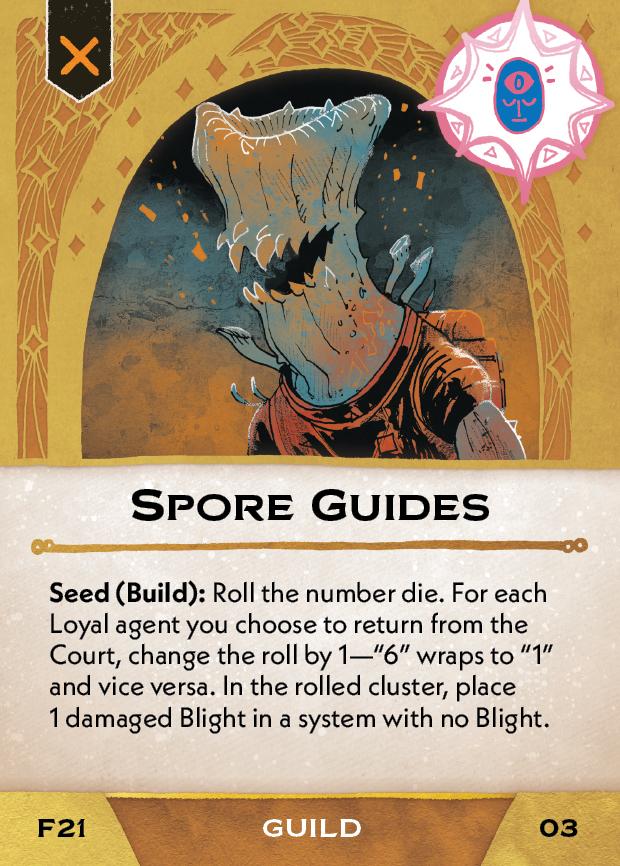 Spore Guides
Seed (Build): Roll the number die. For each
Loyal agent you choose to return from the
Court, change the roll by 1—“6” wraps to “1”
and vice versa. In the rolled cluster, place
1 damaged Blight in a system with no Blight.
F21 GUILD 03